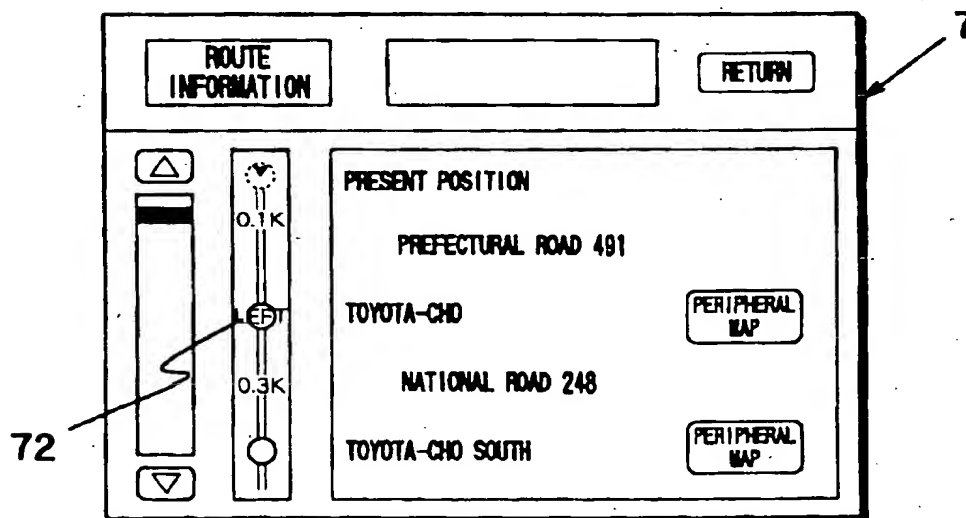 ROUTE
INFORMATION
RETURN
7
PRESENT POSITION
0.1K
PREFECTURAL ROAD 491
LEFT
TOYOTA-CHO
PERIPHERAL
MAP
0.3K
NATIONAL ROAD 248
72
TOYOTA-CHO SOUTH
PERIPHERAL
MAP